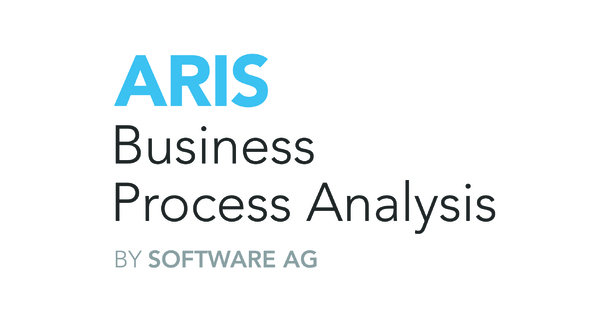 ARIS
Business
Process Analysis
BY SOFTWARE AG